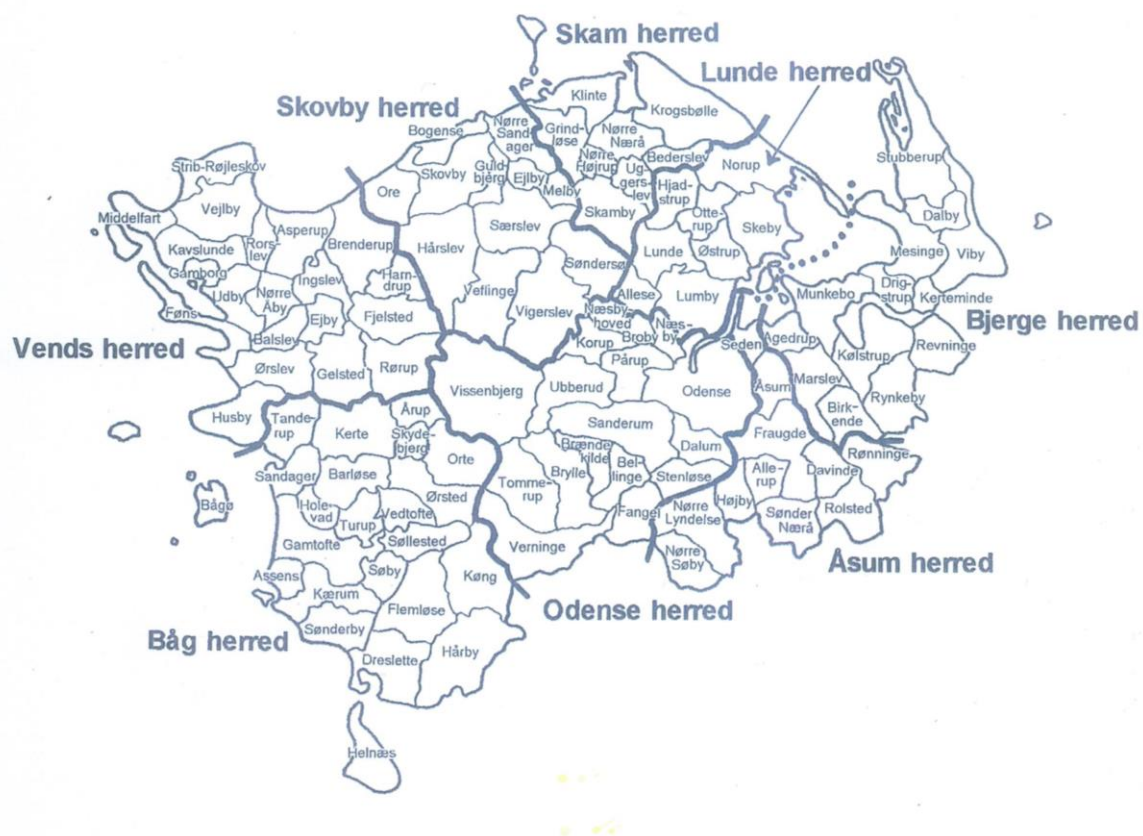 Skam herred
Lunde herred
Skovby herred
Klinte
Krogsbølle
Bogense
Nørre
Sand-
ager
Grind-
løse
Nørre
Nærå
Stubberup
Strib-Røjleskov
Skovby
Guld-
bjerg
Ejlby
Melby
Nørre
Højrup
Ug-
gers-
lev
Bederslev
Norup
Hjad-
strup
Ore
Vejlby
Middelfart
Skamby
Otte-
rup
Skeby
Dalby
Asperup
Brenderup
Særslev
Kavslunde
Rors-
lev
Hårslev
Lunde
Østrup
Mesinge
Viby
Gamborg
Ingslev
Harn-
drup
Søndersø
Udby
Nørre
Åby
Veflinge
Allese
Lumby
Munkebo
Drig-
strup
Kerteminde
Føns
Ejby
Fjelsted
Vigerslev
Næsby-
hoved
Broby
Næs-
by
Bjerge herred
Vends herred
Balslev
Korup
Seden
Agedrup
Kølstrup
Revninge
Ørslev
Gelsted
Rørup
Pårup
Vissenbjerg
Ubberud
Odense
Åsum
Marslev
Rynkeby
Husby
Tande-
rup
Årup
Birk-
ende
Kerte
Skyde-
bjerg
Sanderum
Fraugde
Orte
Brænde
kilde
Dalum
Rønninge
Sandager
Barløse
Tomme-
rup
Brylle
Bel-
linge
Stenløse
Alle-
rup
Davinde
Bågø
Hole-
vad
Ørsted
Vedtofte
Turup
Fangel
Nørre
Lyndelse
Højby
Sønder
Nærå
Rolsted
Gamtofte
Søllested
Verninge
Nørre
Søby
Åsum herred
Assens
Søby
Køng
Kærum
Flemløse
Odense herred
Båg herred
Sønderby
Dreslette
Hårby
Helnæs